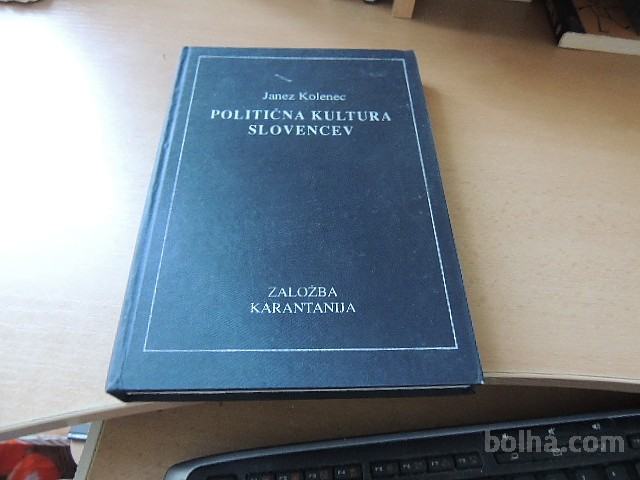 Janez Kolenec
POLITIČNA KULTURA
SLOVENCEV
ZALOŽBA
KARANTANIJA
bolha.com